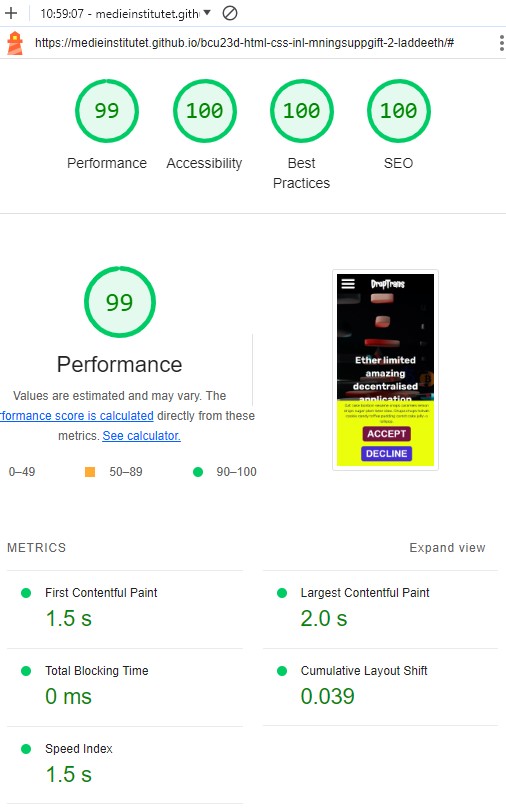 10:59:07 - medieinstitutet.gith
https://medieinstitutet.github.io/bcu23d-html-css-inl-mningsuppgift-2-laddeeth/#
99 100 100 100
Performance Accessibility Best Practices SEO
99
Performance
Values are estimated and may vary. The
rformance score is calculated directly from these
metrics. See calculator.
0–49 50–89 90–100
DropTrans
Ether limited
amazing
decentralised
application
ACCEPT
DECLINE
METRICS Expand view
First Contentful Paint
1.5 s
Largest Contentful Paint
2.0 s
Total Blocking Time
0 ms
Cumulative Layout Shift
0.039
Speed Index
1.5 s